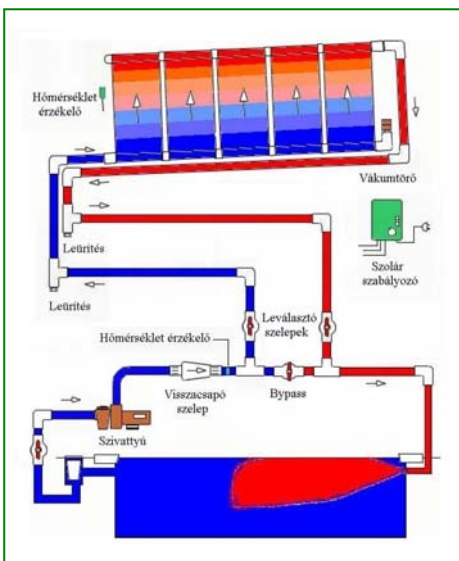 Hőmérséklet
érzékelő
Vákumtörő
Leürítés
Szolár
szabályozó
Leürítés
Leválasztó
szelepek
Hőmérséklet érzékelő
Visszacsapó
szelep
Bypass
Szivattyú